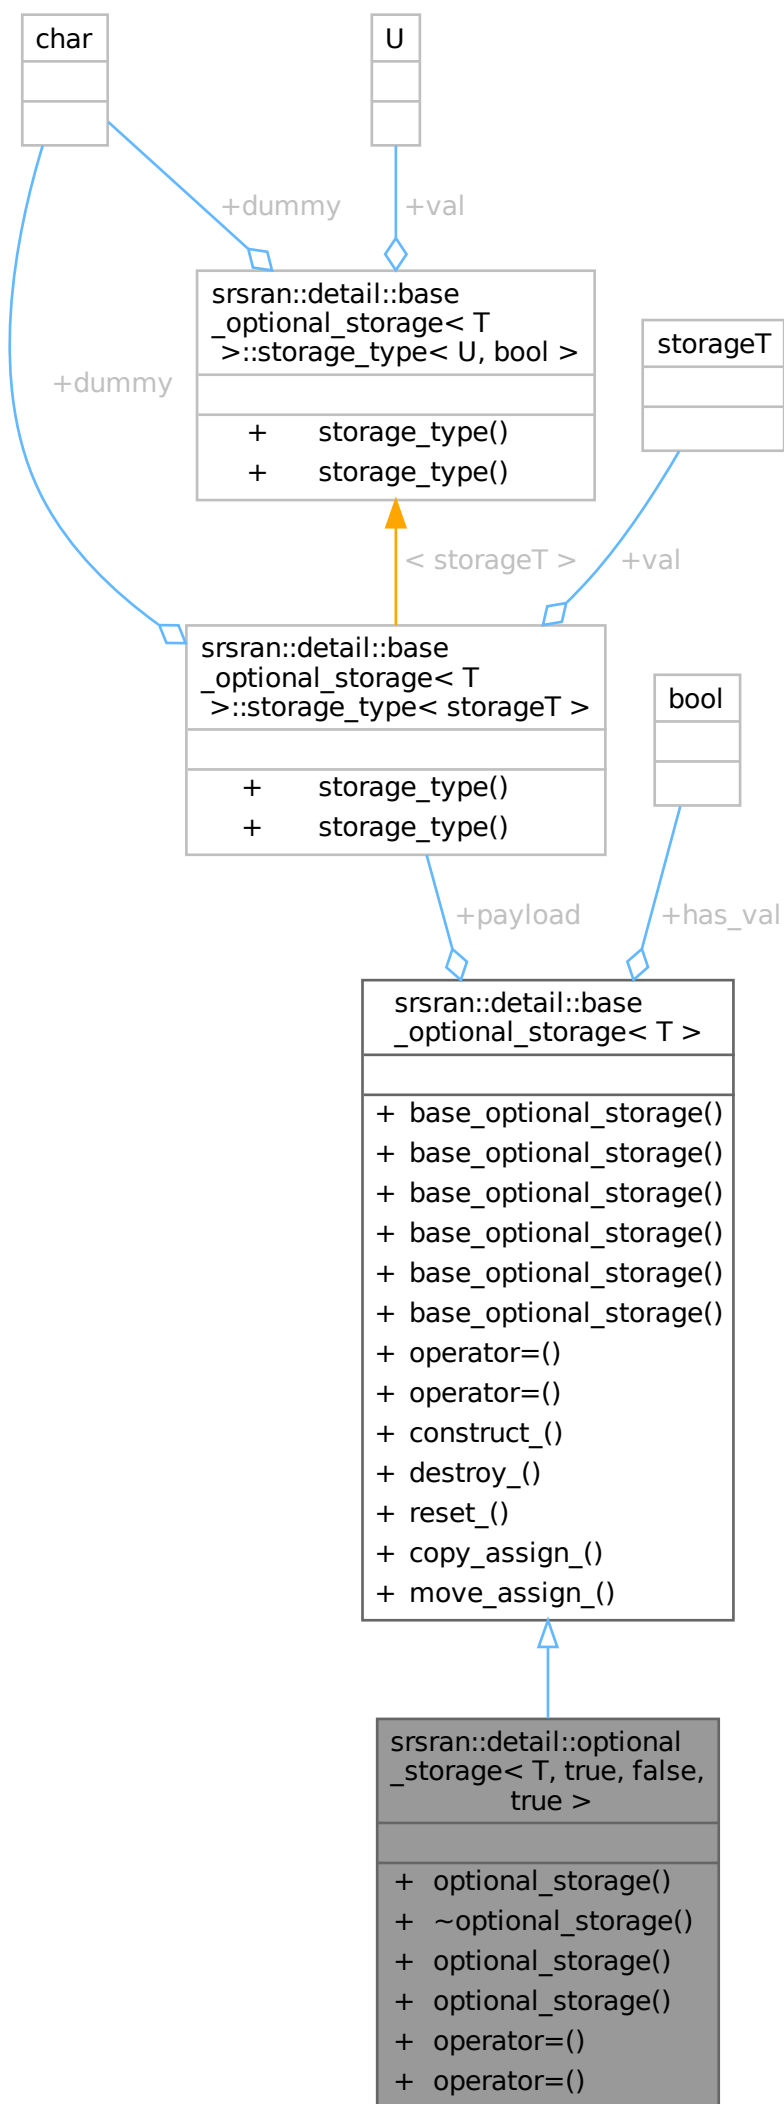 char
U
+dummy
+val
srsran::detail::base
_optional_storage< T
>::storage_type< U, bool >
+ storage_type()
+ storage_type()
storageT
+dummy
< storageT >
+val
srsran::detail::base
_optional_storage< T
>::storage_type< storageT >
+ storage_type()
+ storage_type()
bool
+payload
+has_val
srsran::detail::base
_optional_storage< T >
+ base_optional_storage()
+ base_optional_storage()
+ base_optional_storage()
+ base_optional_storage()
+ base_optional_storage()
+ base_optional_storage()
+ operator=()
+ operator=()
+ construct_()
+ destroy_()
+ reset_()
+ copy_assign_()
+ move_assign_()
srsran::detail::optional
_storage< T, true, false,
true >
+ optional_storage()
+ ~optional_storage()
+ optional_storage()
+ optional_storage()
+ operator=()
+ operator=()